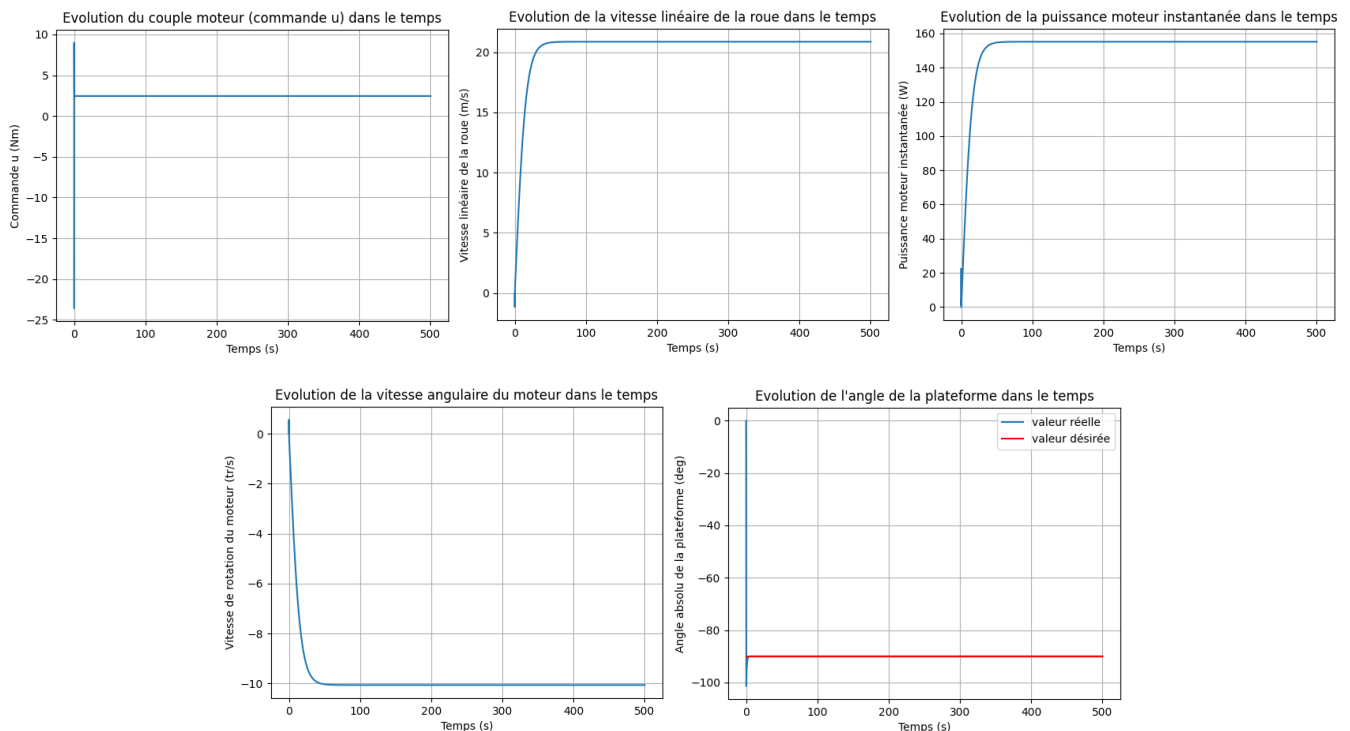 Evolution du couple moteur (commande u) dans le temps
10
5
0
−5
−10
−15
−20
−25
Commande u (Nm)
0 100 200 300 400 500
Temps (s)
Evolution de la vitesse linéaire de la roue dans le temps
20
15
10
5
0
Vitesse linéaire de la roue (m/s)
0 100 200 300 400 500
Temps (s)
Evolution de la puissance moteur instantanée dans le temps
160
140
120
100
80
60
40
20
0
Puissance moteur instantanée (W)
0 100 200 300 400 500
Temps (s)
Evolution de la vitesse angulaire du moteur dans le temps
0
−2
−4
−6
−8
−10
Vitesse de rotation du moteur (tr/s)
0 100 200 300 400 500
Temps (s)
Evolution de l'angle de la plateforme dans le temps
0
−20
−40
−60
−80
−100
Angle absolu de la plateforme (deg)
valeur réelle
valeur désirée
0 100 200 300 400 500
Temps (s)